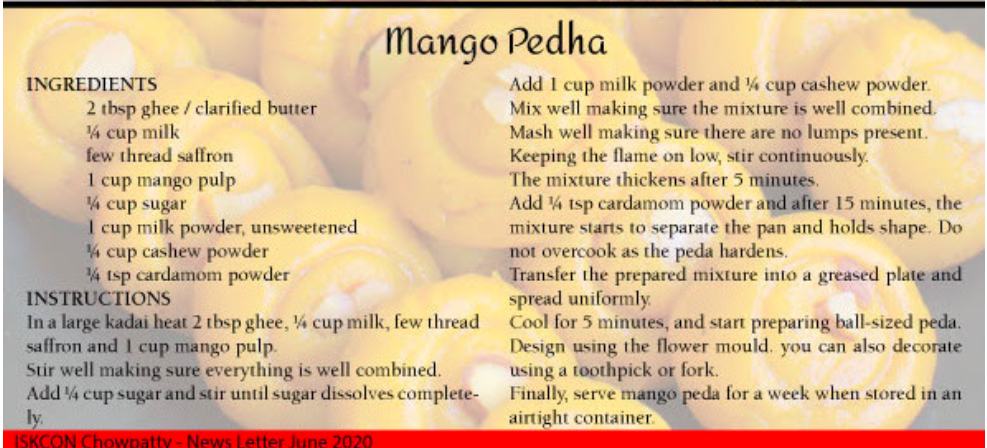 Mango Pedha
INGREDIENTS
2 tbsp ghee / clarified butter
¼ cup milk
few thread saffron
1 cup mango pulp
¼ cup sugar
1 cup milk powder, unsweetened
¼ cup cashew powder
¼ tsp cardamom powder
INSTRUCTIONS
In a large kadai heat 2 tbsp ghee, ¼ cup milk, few thread
saffron and 1 cup mango pulp.
Stir well making sure everything is well combined.
Add ¼ cup sugar and stir until sugar dissolves complete-
ly.
Add 1 cup milk powder and ¼ cup cashew powder.
Mix well making sure the mixture is well combined.
Mash well making sure there are no lumps present.
Keeping the flame on low, stir continuously.
The mixture thickens after 5 minutes.
Add ¼ tsp cardamom powder and after 15 minutes, the
mixture starts to separate the pan and holds shape. Do
not overcook as the peda hardens.
Transfer the prepared mixture into a greased plate and
spread uniformly.
Cool for 5 minutes, and start preparing ball-sized peda.
Design using the flower mould. you can also decorate
using a toothpick or fork.
Finally, serve mango peda for a week when stored in an
airtight container.
ISKCON Chowpatty - News Letter June 2020